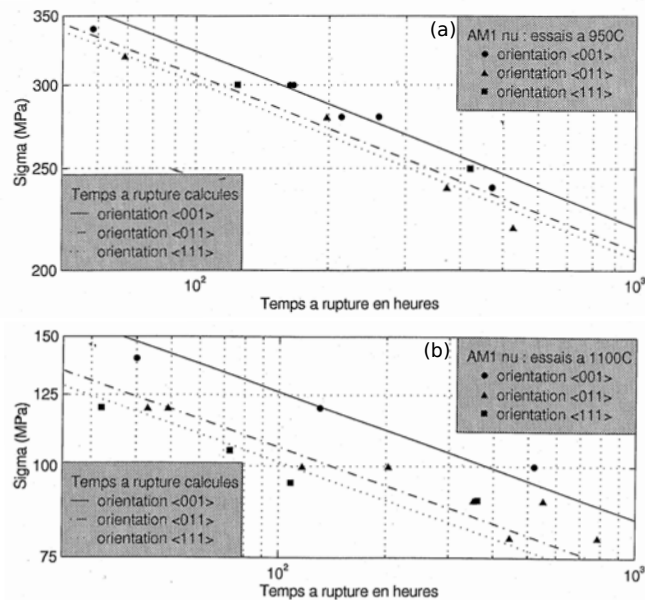 (a)
AM1 nu : essais a 950C
orientation <001>
orientation <011>
orientation <111>
350
300
250
200
Sigma (MPa)
Temps a rupture calcules
orientation <001>
orientation <011>
orientation <111>
10²
10³
Temps a rupture en heures
(b)
AM1 nu : essais a 1100C
orientation <001>
orientation <011>
orientation <111>
150
125
100
75
Sigma (MPa)
Temps a rupture calcules
orientation <001>
orientation <011>
orientation <111>
10²
10³
Temps a rupture en heures